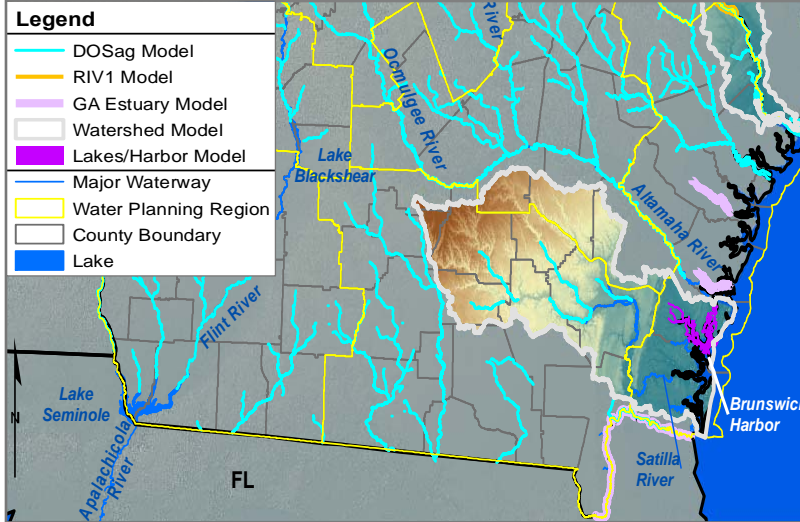 Legend
DOSag Model
RIV1 Model
GA Estuary Model
Watershed Model
Lakes/Harbor Model
Major Waterway
Water Planning Region
County Boundary
Lake
River
Ocmulgee River
Lake
Blackshear
Altamaha River
Flint River
Lake
Seminole
Apalachicola
River
FL
Satilla
River
Brunswick
Harbor
N